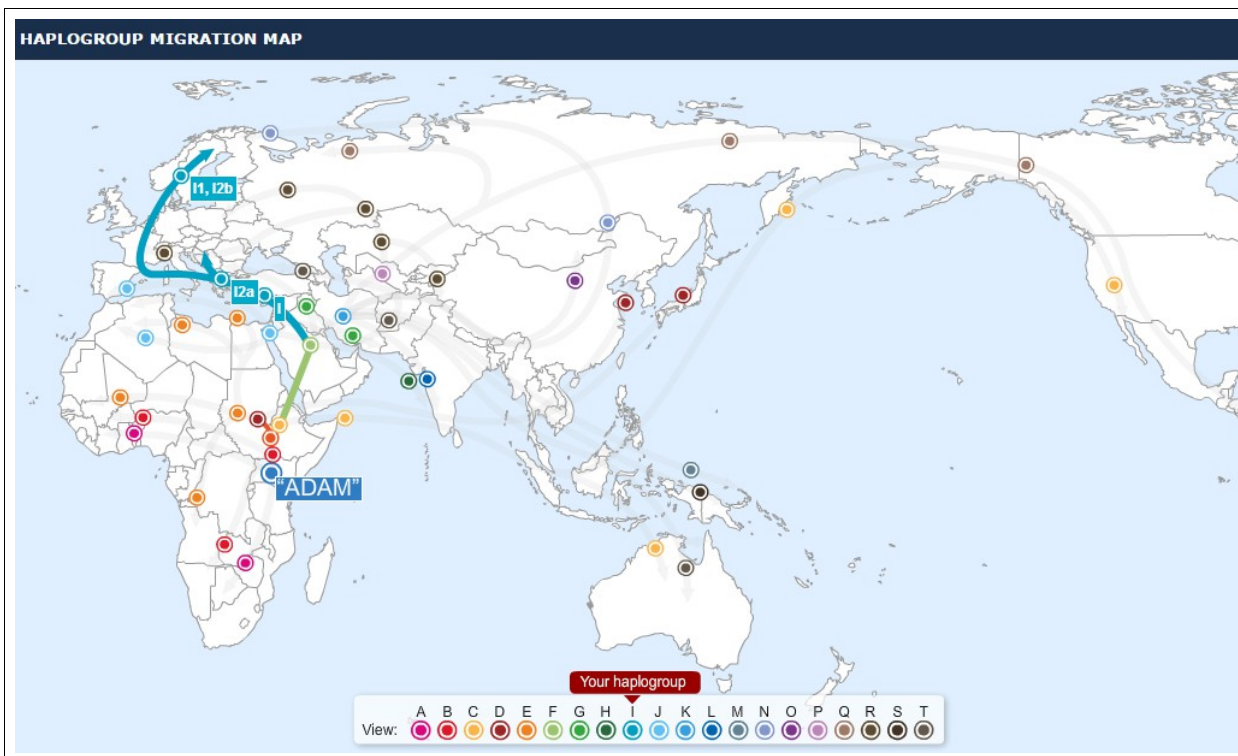 HAPLOGROUP MIGRATION MAP
I1, I2b
I2a
I
"ADAM"
Your haplogroup
A B C D E F G H I J K L M N O P Q R S T
View: